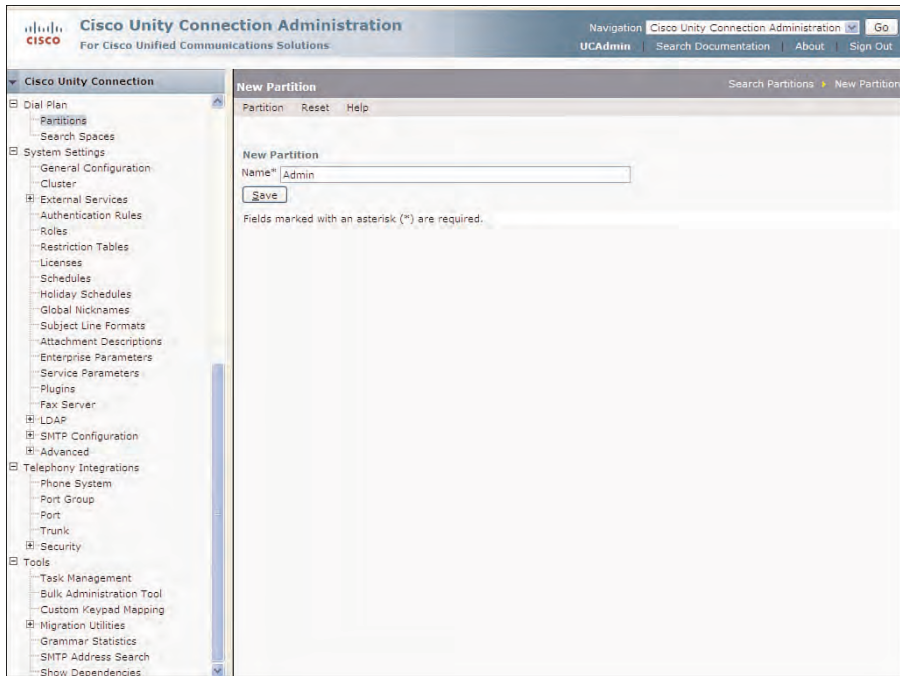 cisco
Cisco Unity Connection Administration
For Cisco Unified Communications Solutions
Navigation Cisco Unity Connection Administration Go
UCAdmin | Search Documentation | About | Sign Out
Cisco Unity Connection
Dial Plan
Partitions
Search Spaces
System Settings
General Configuration
Cluster
External Services
Authentication Rules
Roles
Restriction Tables
Licenses
Schedules
Holiday Schedules
Global Nicknames
Subject Line Formats
Attachment Descriptions
Enterprise Parameters
Service Parameters
Plugins
Fax Server
LDAP
SMTP Configuration
Advanced
Telephony Integrations
Phone System
Port Group
Port
Trunk
Security
Tools
Task Management
Bulk Administration Tool
Custom Keypad Mapping
Migration Utilities
Grammar Statistics
SMTP Address Search
Show Dependencies
New Partition
Search Partitions New Partition
Partition Reset Help
New Partition
Name* Admin
Save
Fields marked with an asterisk (*) are required.